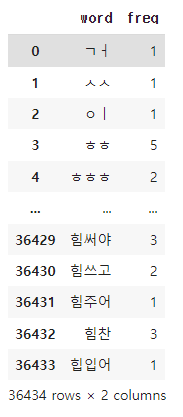 word freq
0 ㄱㅓ 1
1 ㅅㅅ 1
2 ㅇㅣ 1
3 ㅎㅎ 5
4 ㅎㅎㅎ 2
... ... ...
36429 힘써야 3
36430 힘쓰고 2
36431 힘주어 1
36432 힘찬 3
36433 힙입어 1
36434 rows × 2 columns